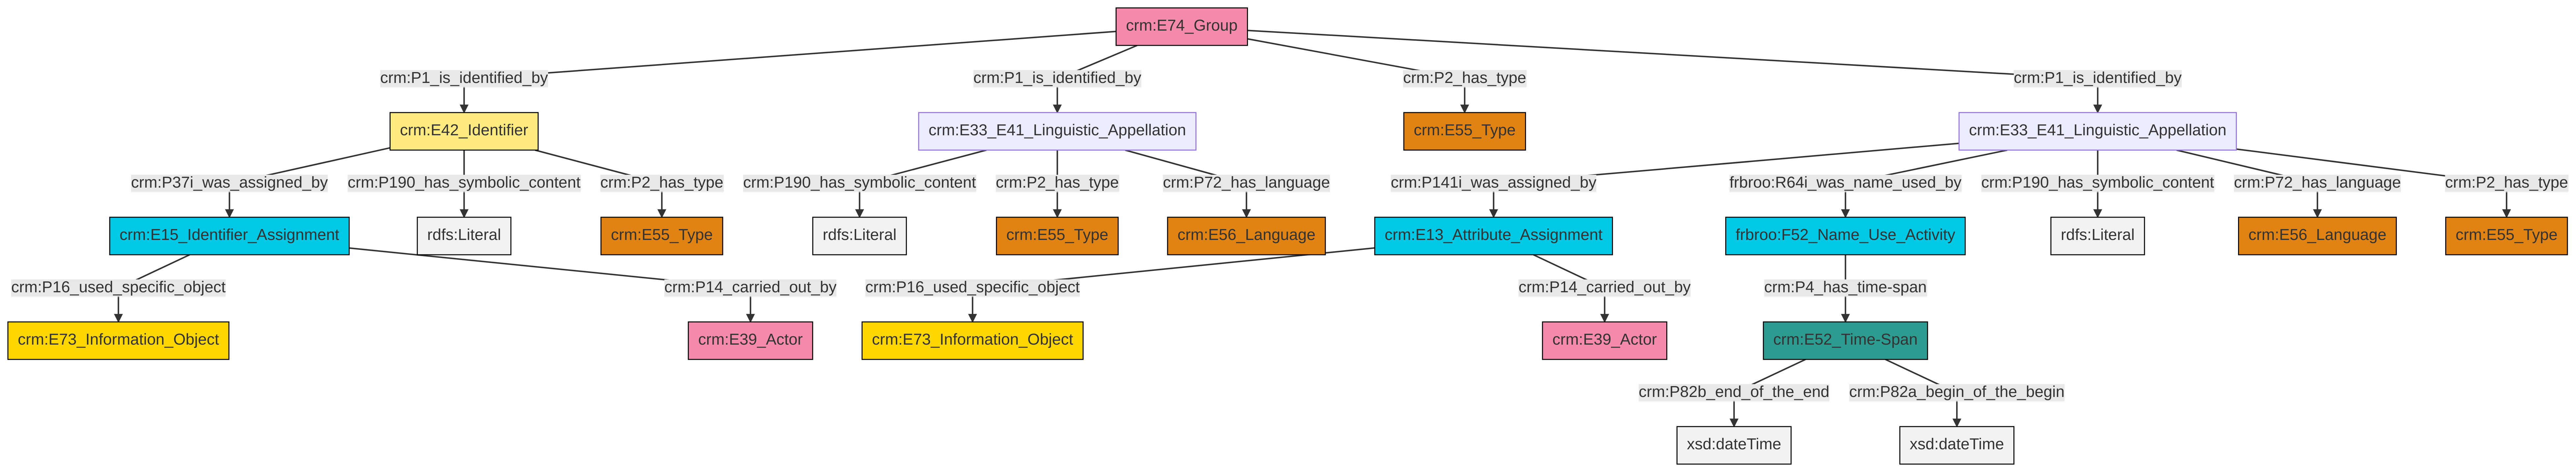 crm:E74_Group
crm:P1_is_identified_by
crm:P1_is_identified_by
crm:P2_has_type
crm:P1_is_identified_by
crm:E42_Identifier
crm:E33_E41_Linguistic_Appellation
crm:E55_Type
crm:E33_E41_Linguistic_Appellation
crm:P37i_was_assigned_by
crm:P190_has_symbolic_content
crm:P2_has_type
crm:P190_has_symbolic_content
crm:P2_has_type
crm:P72_has_language
crm:P141i_was_assigned_by
frbroo:R64i_was_name_used_by
crm:P190_has_symbolic_content
crm:P72_has_language
crm:P2_has_type
crm:E15_Identifier_Assignment
rdfs:Literal
crm:E55_Type
rdfs:Literal
crm:E55_Type
crm:E56_Language
crm:E13_Attribute_Assignment
frbroo:F52_Name_Use_Activity
rdfs:Literal
crm:E56_Language
crm:E55_Type
crm:P16_used_specific_object
crm:P14_carried_out_by
crm:P16_used_specific_object
crm:P14_carried_out_by
crm:P4_has_time-span
crm:E73_Information_Object
crm:E39_Actor
crm:E73_Information_Object
crm:E39_Actor
crm:E52_Time-Span
crm:P82b_end_of_the_end
crm:P82a_begin_of_the_begin
xsd:dateTime
xsd:dateTime